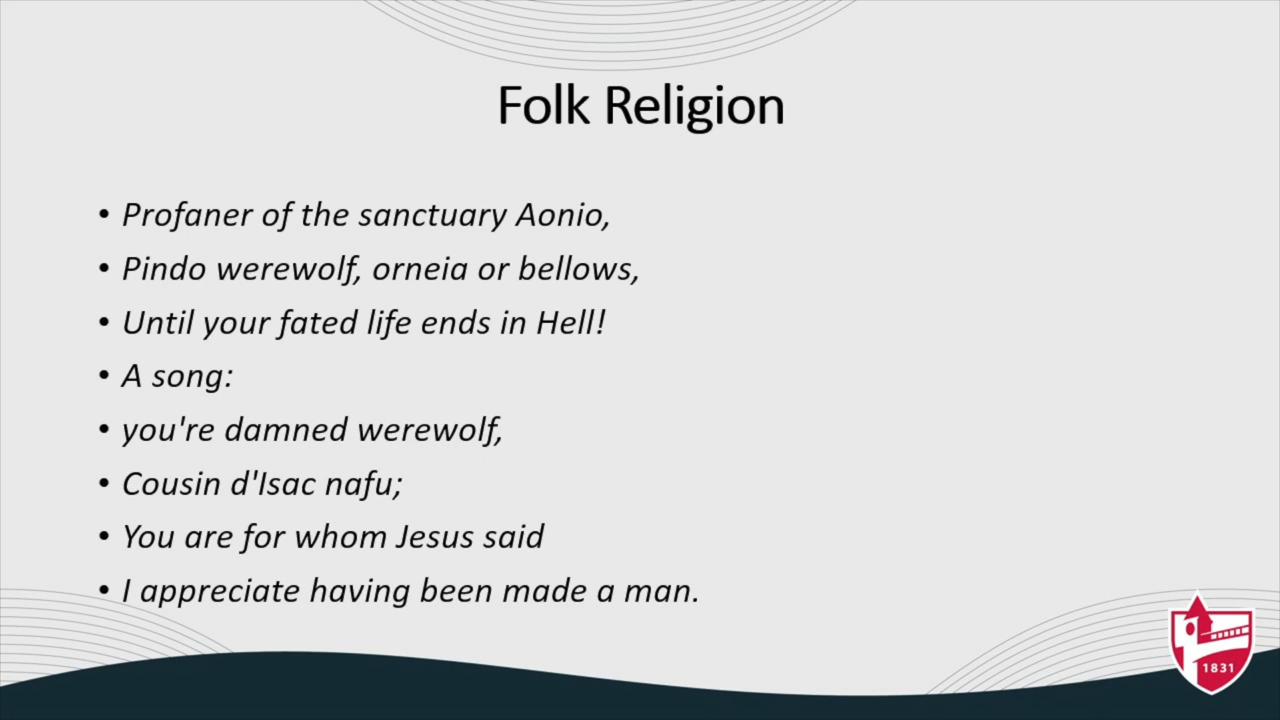 Folk Religion
• Profaner of the sanctuary Aonio,
• Pindo werewolf, orneia or bellows,
• Until your fated life ends in Hell!
• A song:
• you're damned werewolf,
• Cousin d'Isac nafu;
• You are for whom Jesus said
• I appreciate having been made a man.
1831